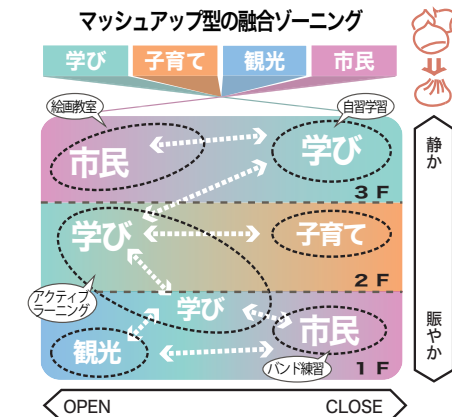 マッシュアップ型の融合ゾーニング
学び
子育て
観光
市民
絵画教室
自習学習
市民
学び
静か
3 F
学び
子育て
2 F
アクティブ
ラーニング
学び
市民
賑やか
観光
バンド練習
1 F
OPEN
CLOSE